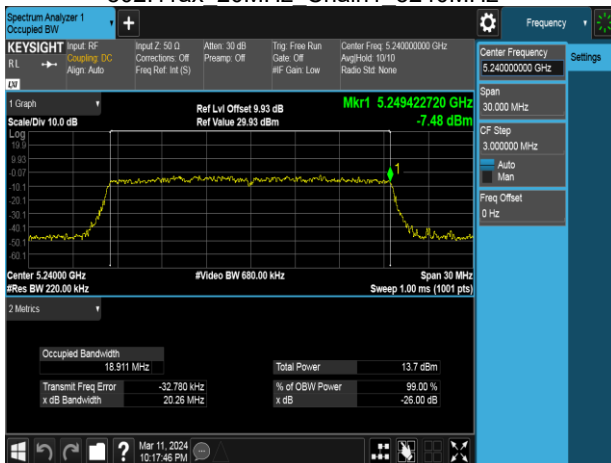 802.11ax_20MHz_Chain1_5240MHz
Spectrum Analyzer 1
Occupied BW
Frequency
KEYSIGHT
RL
Input: RF
Coupling: DC
Align: Auto
Input Z: 50 Ω
Corrections: Off
Freq Ref: Int (S)
Atten: 30 dB
Preamp: Off
Trig: Free Run
Gate: Off
#IF Gain: Low
Center Freq: 5.240000000 GHz
Avg|Hold: 10/10
Radio Std: None
LXI
Center Frequency
5.240000000 GHz
Settings
Span
30.000 MHz
CF Step
3.000000 MHz
Auto
Man
Freq Offset
0 Hz
1 Graph
Scale/Div 10.0 dB
Ref Lvl Offset 9.93 dB
Ref Value 29.93 dBm
Mkr1 5.249422720 GHz
-7.48 dBm
Log
19.9
9.93
-0.07
-10.1
-20.1
-30.1
-40.1
-50.1
-60.1
1
Center 5.24000 GHz
#Res BW 220.00 kHz
#Video BW 680.00 kHz
Span 30 MHz
Sweep 1.00 ms (1001 pts)
2 Metrics
Occupied Bandwidth
18.911 MHz
Total Power 13.7 dBm
Transmit Freq Error -32.780 kHz
% of OBW Power 99.00 %
x dB Bandwidth 20.26 MHz
x dB -26.00 dB
?
Mar 11, 2024
10:17:46 PM